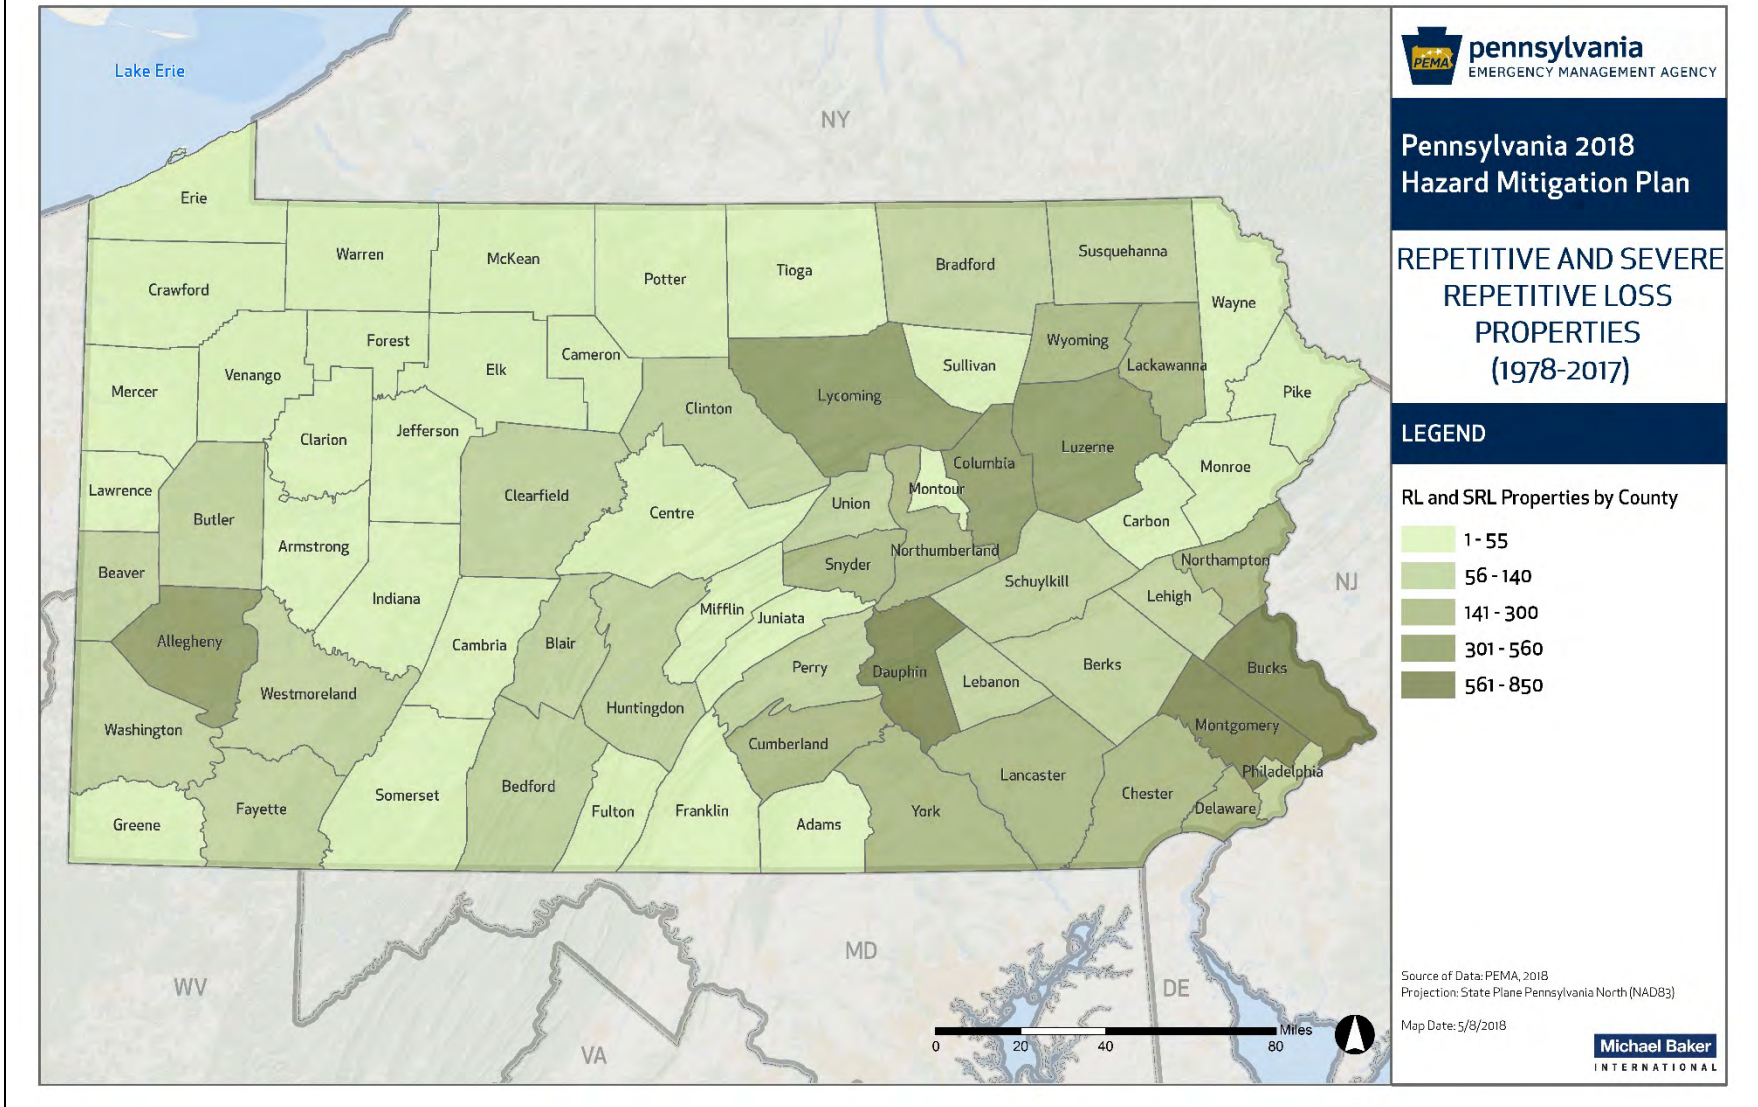 Lake Erie
NY
Erie
Warren
McKean
Potter
Tioga
Bradford
Susquehanna
Wayne
Crawford
Forest
Cameron
Elk
Venango
Mercer
Clarion
Jefferson
Clinton
Lycoming
Sullivan
Wyoming
Lackawanna
Pike
Luzerne
Columbia
Montour
Monroe
Lawrence
Butler
Clearfield
Centre
Union
Carbon
Armstrong
Northumberland
Northampton
Beaver
Snyder
Schuylkill
NJ
Indiana
Lehigh
Mifflin
Juniata
Allegheny
Cambria
Blair
Perry
Dauphin
Berks
Bucks
Lebanon
Westmoreland
Huntingdon
Washington
Cumberland
Montgomery
Philadelphia
Lancaster
Bedford
Chester
Somerset
Fayette
Greene
Fulton
Franklin
Adams
York
Delaware
MD
WV
DE
VA
Miles
0 20 40 80
PEMA
pennsylvania
EMERGENCY MANAGEMENT AGENCY
Pennsylvania 2018
Hazard Mitigation Plan
REPETITIVE AND SEVERE
REPETITIVE LOSS
PROPERTIES
(1978-2017)
LEGEND
RL and SRL Properties by County
1 - 55
56 - 140
141 - 300
301 - 560
561 - 850
Source of Data: PEMA, 2018
Projection: State Plane Pennsylvania North (NAD83)
Map Date: 5/8/2018
Michael Baker
INTERNATIONAL